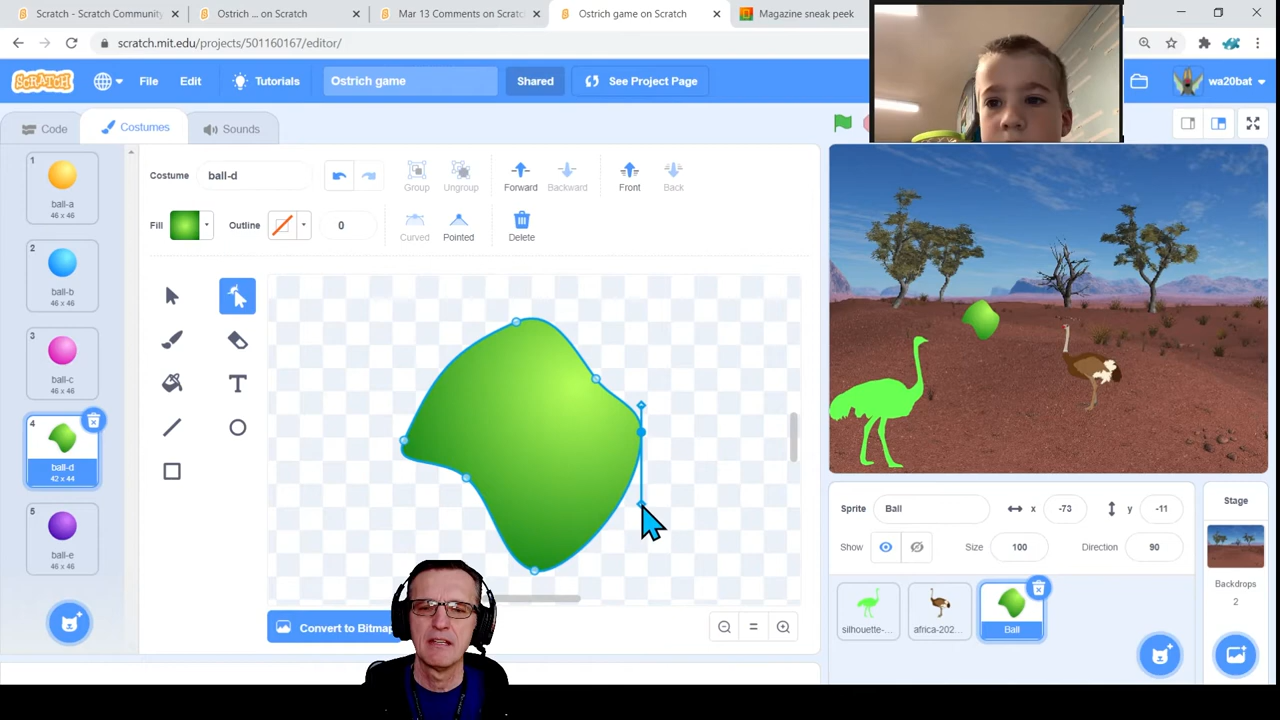 Scratch - Scratch Community
Ostrich ... on Scratch
Mar 13 Comments on Scratch
Ostrich game on Scratch
Magazine sneak peek
scratch.mit.edu/projects/501160167/editor/
SCRATCH
File
Edit
Tutorials
Ostrich game
Shared
See Project Page
wa20bat
Code
Costumes
Sounds
1
ball-a
46 x 46
2
ball-b
46 x 46
3
ball-c
46 x 46
4
ball-d
42 x 44
5
ball-e
46 x 46
Costume
ball-d
Group
Ungroup
Forward
Backward
Front
Back
Fill
Outline
0
Curved
Pointed
Delete
T
Convert to Bitmap
Sprite
Ball
x
-73
y
-11
Show
Size
100
Direction
90
silhouette-...
africa-202...
Ball
Stage
Backdrops
2